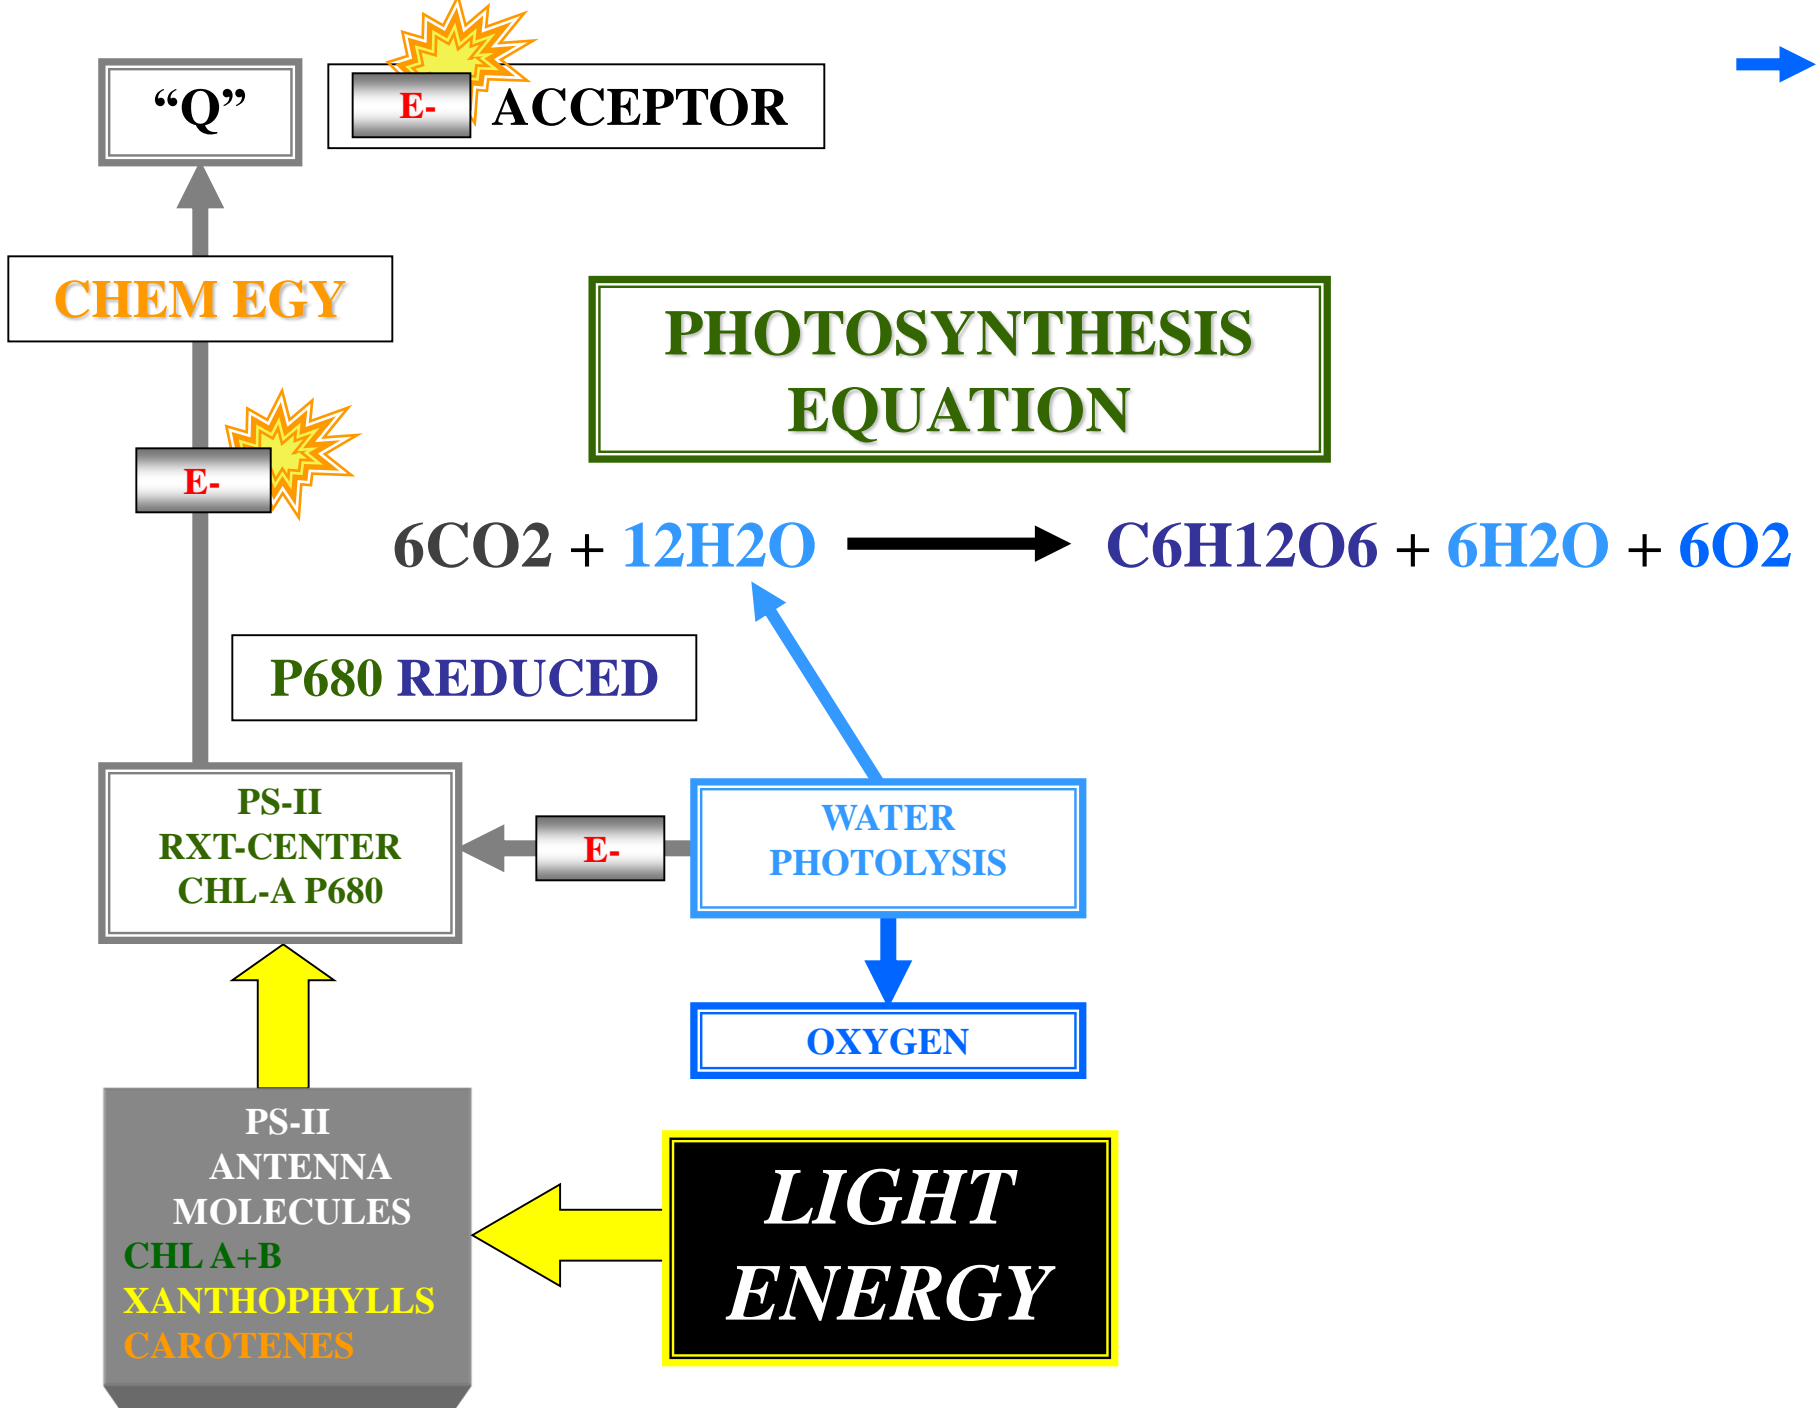 “Q”
E- ACCEPTOR
CHEM EGY
PHOTOSYNTHESIS
EQUATION
E-
6CO2 + 12H2O C6H12O6 + 6H2O + 6O2
P680 REDUCED
PS-II
RXT-CENTER
CHL-A P680
E-
WATER
PHOTOLYSIS
OXYGEN
PS-II
ANTENNA
MOLECULES
CHL A+B
XANTHOPHYLLS
CAROTENES
LIGHT
ENERGY